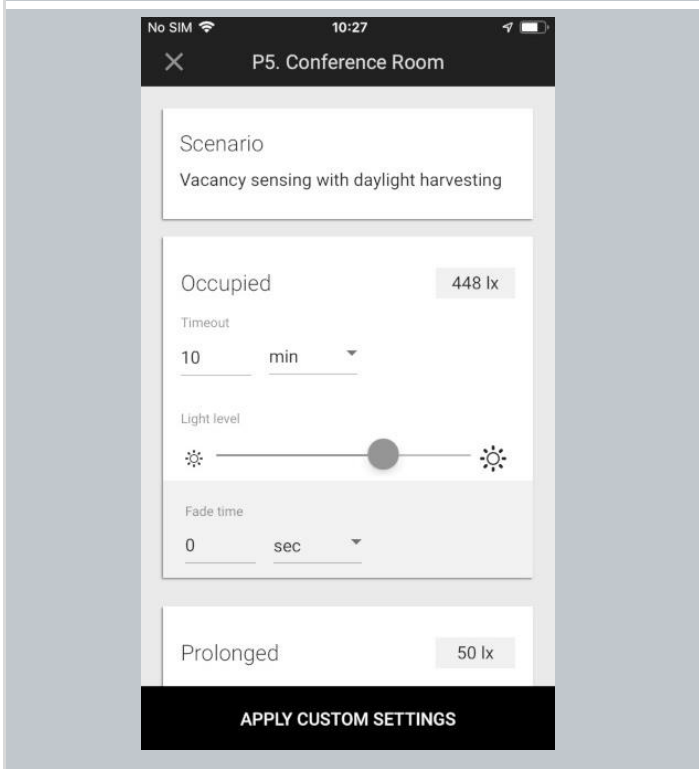 No SIM 10:27
P5. Conference Room
Scenario
Vacancy sensing with daylight harvesting
Occupied 448 lx
Timeout
10 min
Light level
Fade time
0 sec
Prolonged 50 lx
APPLY CUSTOM SETTINGS